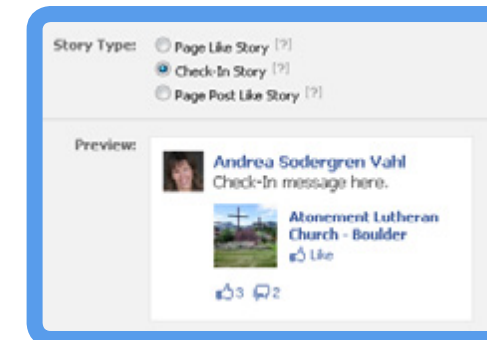 Story Type:
Page Like Story [?]
Check-In Story [?]
Page Post Like Story [?]
Preview:
Andrea Sodergren Vahl
Check-In message here.
Atonement Lutheran
Church - Boulder
Like
3 2